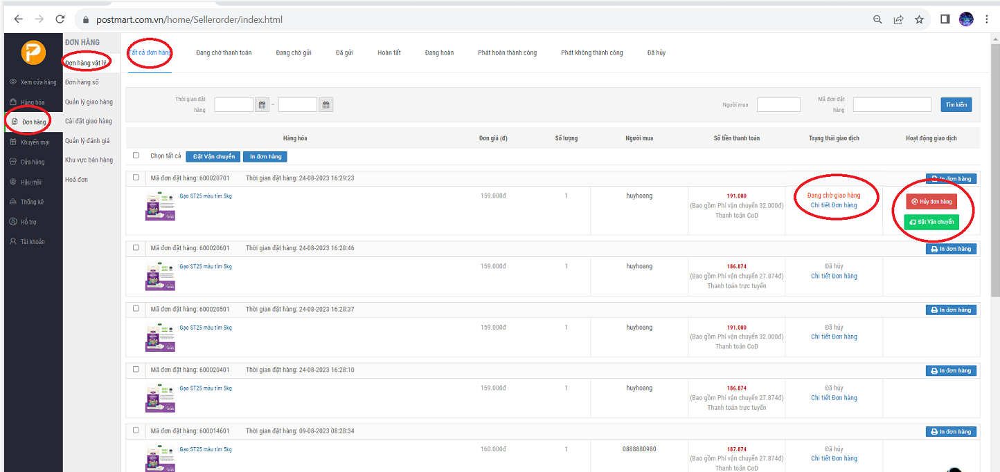 postmart.com.vn/home/Sellerorder/index.html
ĐƠN HÀNG
Đơn hàng vật lý
Đơn hàng số
Quản lý giao hàng
Cài đặt giao hàng
Quản lý đánh giá
Khu vực bán hàng
Hoá đơn
Xem cửa hàng
Hàng hóa
Đơn hàng
Khuyến mại
Cửa hàng
Hậu mãi
Thống kê
Hỗ trợ
Tài khoản
Tất cả đơn hàng Đang chờ thanh toán Đang chờ gửi Đã gửi Hoàn tất Đang hoàn Phát hoàn thành công Phát không thành công Đã hủy
Thời gian đặt hàng – Người mua Mã đơn đặt hàng Tìm kiếm
Hàng hóa Đơn giá (đ) Số lượng Người mua Số tiền thanh toán Trạng thái giao dịch Hoạt động giao dịch
Chọn tất cả Đặt Vận chuyển In đơn hàng
Mã đơn đặt hàng: 600020701 Thời gian đặt hàng: 24-08-2023 16:29:23 In đơn hàng
Gạo ST25 màu tím 5kg 159.000đ 1 huyhoang 191.000 Đang chờ giao hàng Hủy đơn hàng
(Bao gồm Phí vận chuyển 32.000đ) Chi tiết Đơn hàng
Thanh toán CoD Đặt Vận chuyển
Mã đơn đặt hàng: 600020601 Thời gian đặt hàng: 24-08-2023 16:28:46 In đơn hàng
Gạo ST25 màu tím 5kg 159.000đ 1 huyhoang 186.874 Đã hủy
(Bao gồm Phí vận chuyển 27.874đ) Chi tiết Đơn hàng
Thanh toán trực tuyến
Mã đơn đặt hàng: 600020501 Thời gian đặt hàng: 24-08-2023 16:28:37 In đơn hàng
Gạo ST25 màu tím 5kg 159.000đ 1 huyhoang 191.000 Đã hủy
(Bao gồm Phí vận chuyển 32.000đ) Chi tiết Đơn hàng
Thanh toán CoD
Mã đơn đặt hàng: 600020401 Thời gian đặt hàng: 24-08-2023 16:28:10 In đơn hàng
Gạo ST25 màu tím 5kg 159.000đ 1 huyhoang 186.874 Đã hủy
(Bao gồm Phí vận chuyển 27.874đ) Chi tiết Đơn hàng
Thanh toán trực tuyến
Mã đơn đặt hàng: 600014601 Thời gian đặt hàng: 09-08-2023 08:28:34 In đơn hàng
Gạo ST25 màu tím 5kg 160.000đ 1 0888880980 187.874 Đã hủy
(Bao gồm Phí vận chuyển 27.874đ) Chi tiết Đơn hàng
Thanh toán CoD